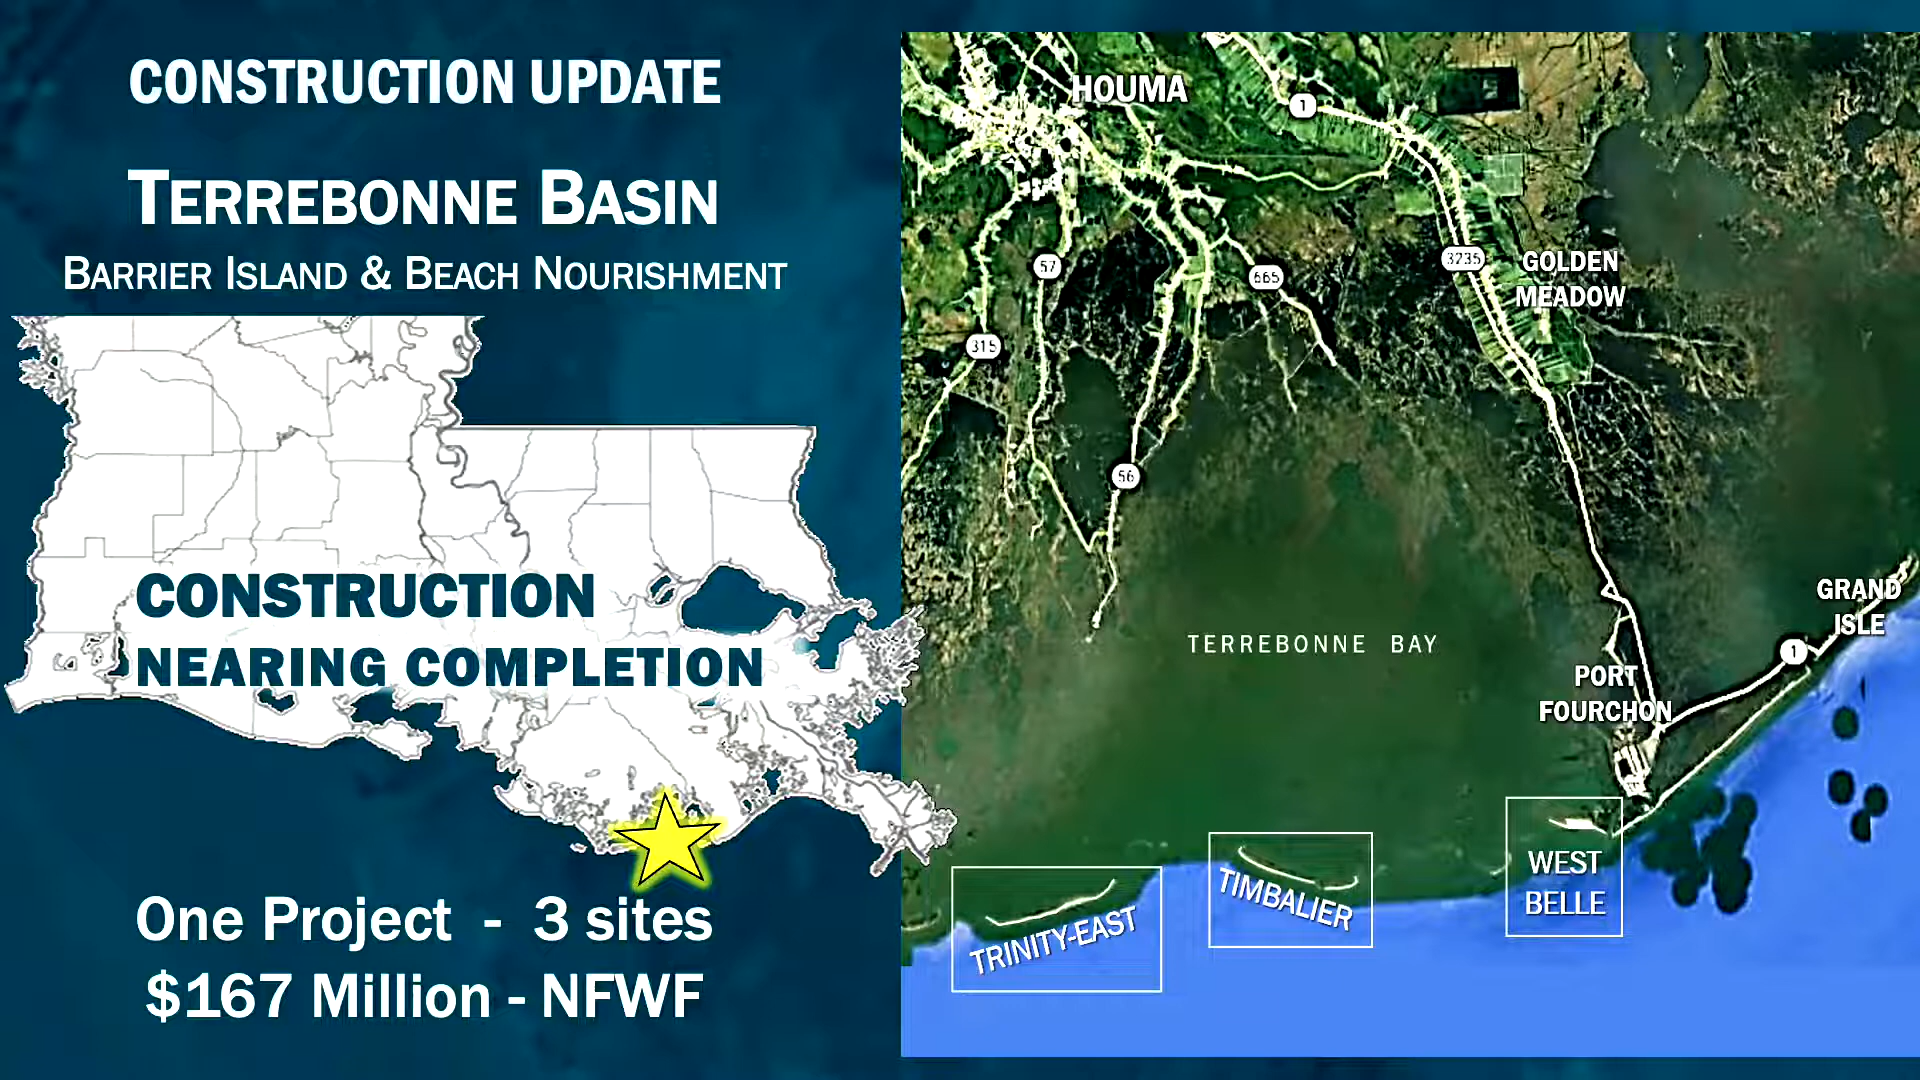 CONSTRUCTION UPDATE
TERREBONNE BASIN
BARRIER ISLAND & BEACH NOURISHMENT
CONSTRUCTION
NEARING COMPLETION
One Project - 3 sites
$167 Million - NFWF
HOUMA
1
57
665
3235
GOLDEN
MEADOW
315
56
TERREBONNE BAY
GRAND
ISLE
1
PORT
FOURCHON
WEST
BELLE
TIMBALIER
TRINITY-EAST